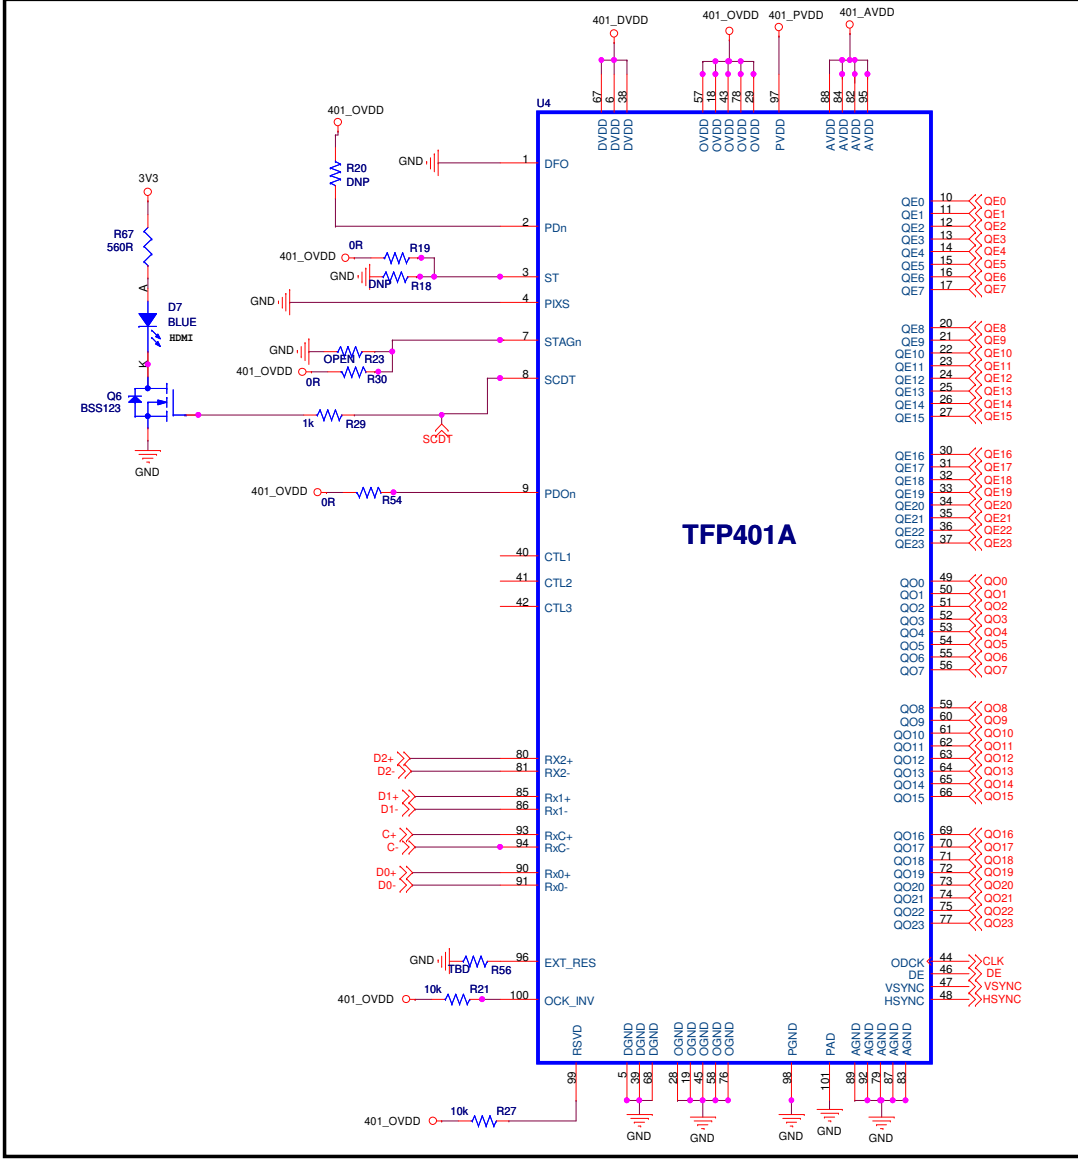 401_DVDD
401_OVDD
401_PVDD
401_AVDD
67
6
38
57
18
43
78
29
97
88
84
82
95
U4
DVDD
DVDD
DVDD
OVDD
OVDD
OVDD
OVDD
OVDD
PVDD
AVDD
AVDD
AVDD
AVDD
401_OVDD
R20
DNP
GND
1 DFO
2 PDn
3V3
R67
560R
A
D7
BLUE
HDMI
K
Q6
BSS123
GND
0R
R19
401_OVDD
GND
DNP
R18
3 ST
GND
4 PIXS
7 STAGn
GND
OPEN R23
401_OVDD
0R
R30
8 SCDT
1k
R29
SCDT
401_OVDD
0R
R54
9 PDOn
TFP401A
40 CTL1
41 CTL2
42 CTL3
D2+ 80 RX2+
D2- 81 RX2-
D1+ 85 Rx1+
D1- 86 Rx1-
C+ 93 RxC+
C- 94 RxC-
D0+ 90 Rx0+
D0- 91 Rx0-
GND
TBD
R56
96 EXT_RES
401_OVDD
10k
R21
100 OCK_INV
QE0 10 QE0
QE1 11 QE1
QE2 12 QE2
QE3 13 QE3
QE4 14 QE4
QE5 15 QE5
QE6 16 QE6
QE7 17 QE7
QE8 20 QE8
QE9 21 QE9
QE10 22 QE10
QE11 23 QE11
QE12 24 QE12
QE13 25 QE13
QE14 26 QE14
QE15 27 QE15
QE16 30 QE16
QE17 31 QE17
QE18 32 QE18
QE19 33 QE19
QE20 34 QE20
QE21 35 QE21
QE22 36 QE22
QE23 37 QE23
QO0 49 QO0
QO1 50 QO1
QO2 51 QO2
QO3 52 QO3
QO4 53 QO4
QO5 54 QO5
QO6 55 QO6
QO7 56 QO7
QO8 59 QO8
QO9 60 QO9
QO10 61 QO10
QO11 62 QO11
QO12 63 QO12
QO13 64 QO13
QO14 65 QO14
QO15 66 QO15
QO16 69 QO16
QO17 70 QO17
QO18 71 QO18
QO19 72 QO19
QO20 73 QO20
QO21 74 QO21
QO22 75 QO22
QO23 77 QO23
ODCK 44 CLK
DE 46 DE
VSYNC 47 VSYNC
HSYNC 48 HSYNC
RSVD
DGND
DGND
DGND
OGND
OGND
OGND
OGND
OGND
PGND
PAD
AGND
AGND
AGND
AGND
AGND
99
5
39
68
28
19
45
58
76
98
101
89
92
79
87
83
401_OVDD
10k
R27
GND
GND
GND
GND
GND